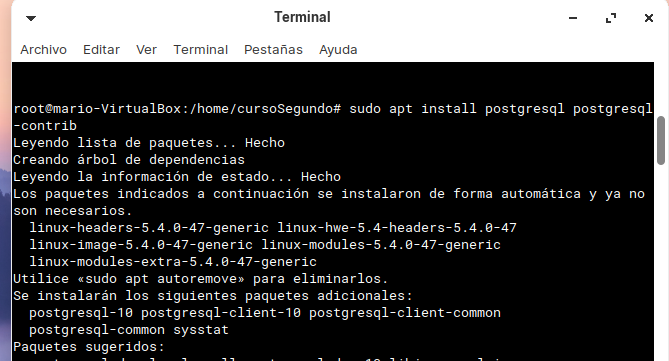 Terminal
Archivo Editar Ver Terminal Pestañas Ayuda
root@mario-VirtualBox:/home/cursoSegundo# sudo apt install postgresql postgresql
-contrib
Leyendo lista de paquetes... Hecho
Creando árbol de dependencias
Leyendo la información de estado... Hecho
Los paquetes indicados a continuación se instalaron de forma automática y ya no
son necesarios.
linux-headers-5.4.0-47-generic linux-hwe-5.4-headers-5.4.0-47
linux-image-5.4.0-47-generic linux-modules-5.4.0-47-generic
linux-modules-extra-5.4.0-47-generic
Utilice «sudo apt autoremove» para eliminarlos.
Se instalarán los siguientes paquetes adicionales:
postgresql-10 postgresql-client-10 postgresql-client-common
postgresql-common sysstat
Paquetes sugeridos: